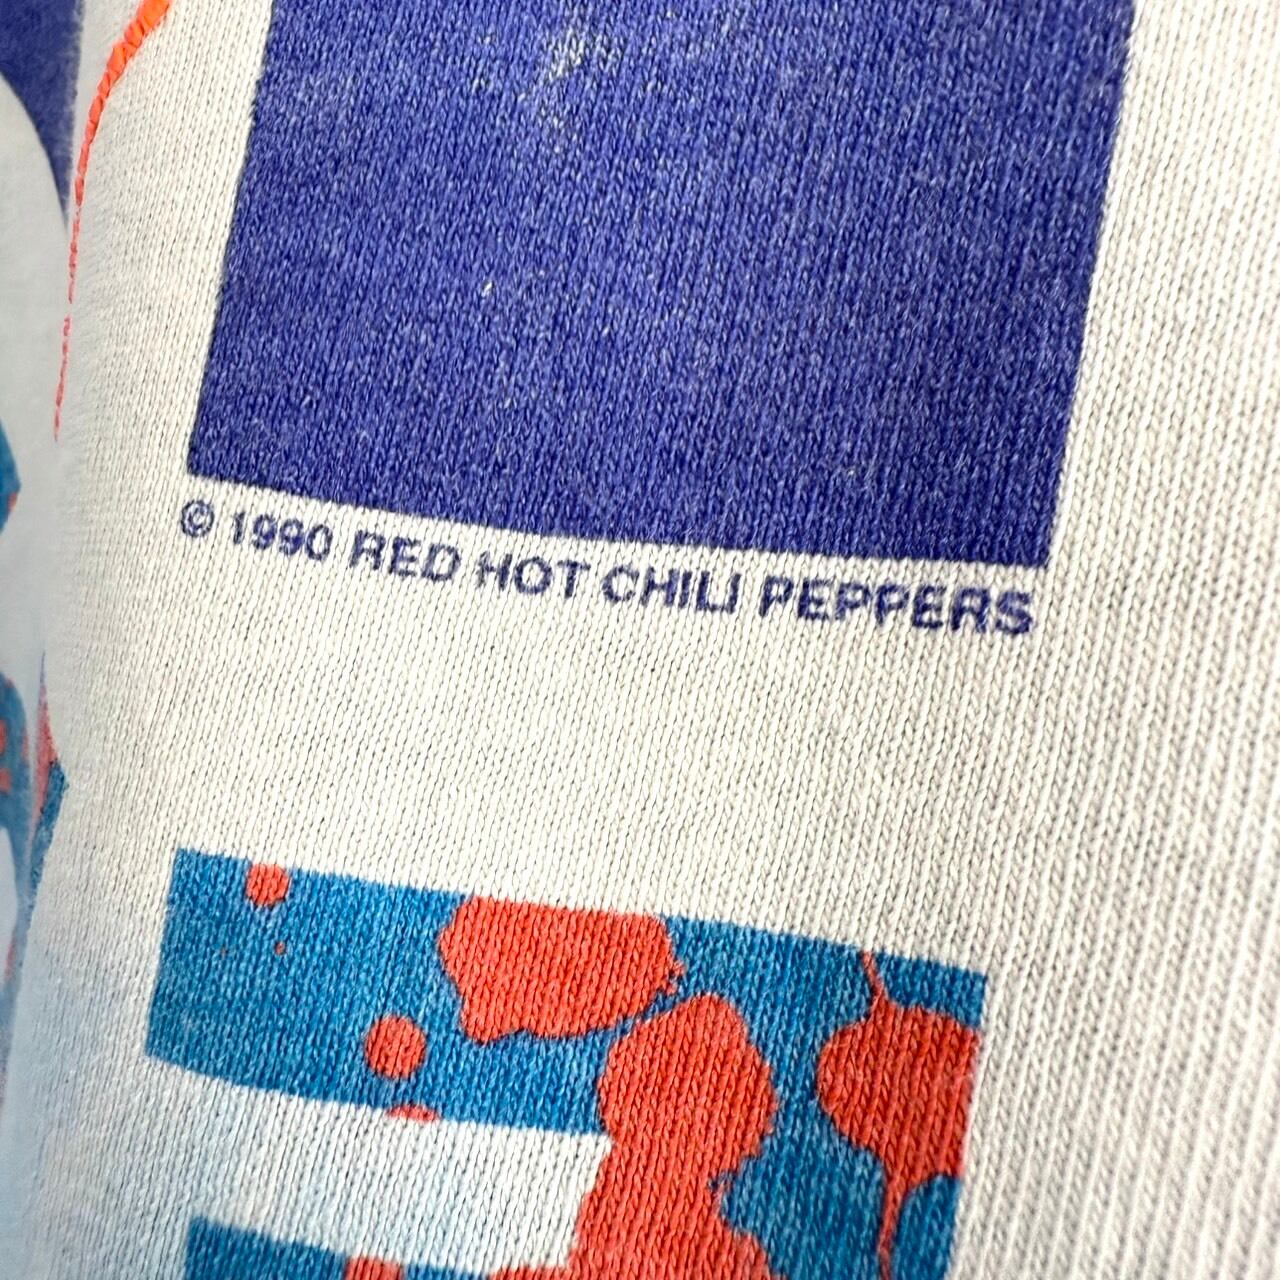 © 1990 RED HOT CHILI PEPPERS